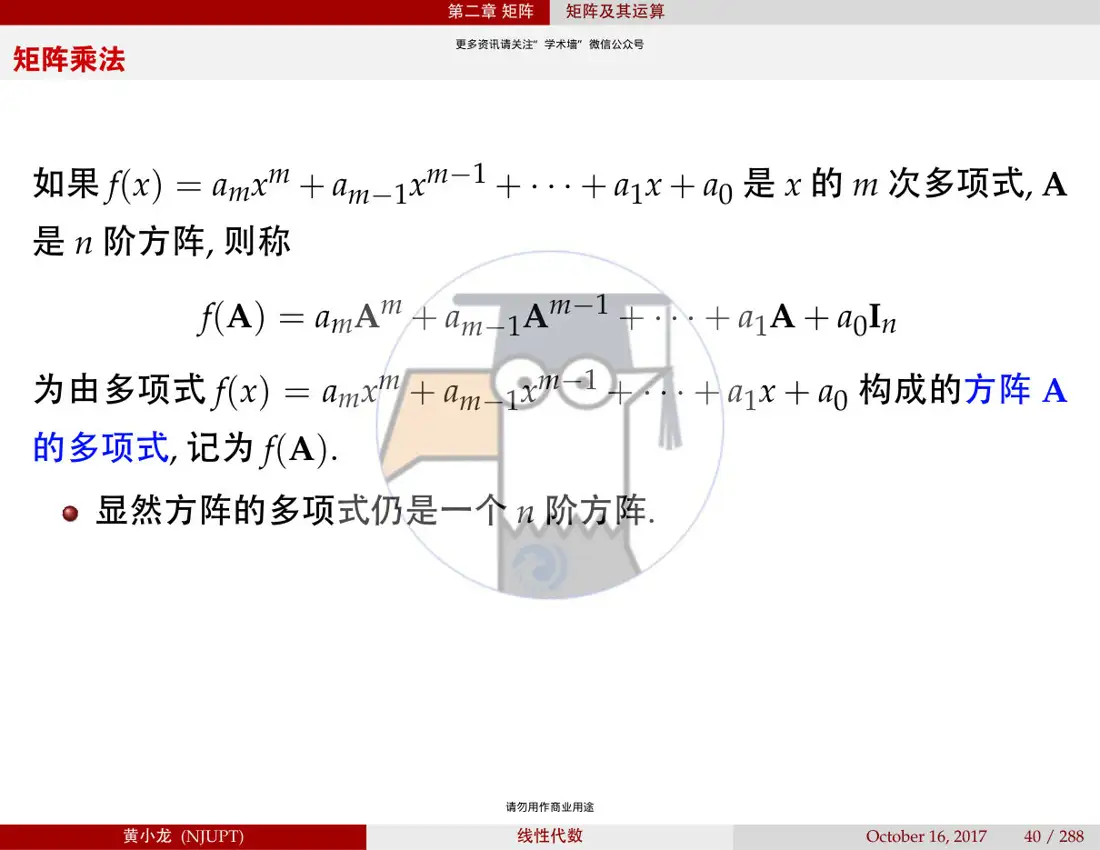 第二章 矩阵 矩阵及其运算
更多资讯请关注“学术墙”微信公众号
矩阵乘法
如果 f(x) = a_m x^m + a_{m−1} x^{m−1} + · · · + a_1 x + a_0 是 x 的 m 次多项式, A
是 n 阶方阵, 则称
f(A) = a_m A^m + a_{m−1} A^{m−1} + · · · + a_1 A + a_0 I_n
为由多项式 f(x) = a_m x^m + a_{m−1} x^{m−1} + · · · + a_1 x + a_0 构成的方阵 A
的多项式, 记为 f(A).
显然方阵的多项式仍是一个 n 阶方阵.
请勿用作商业用途
黄小龙 (NJUPT) 线性代数 October 16, 2017 40 / 288